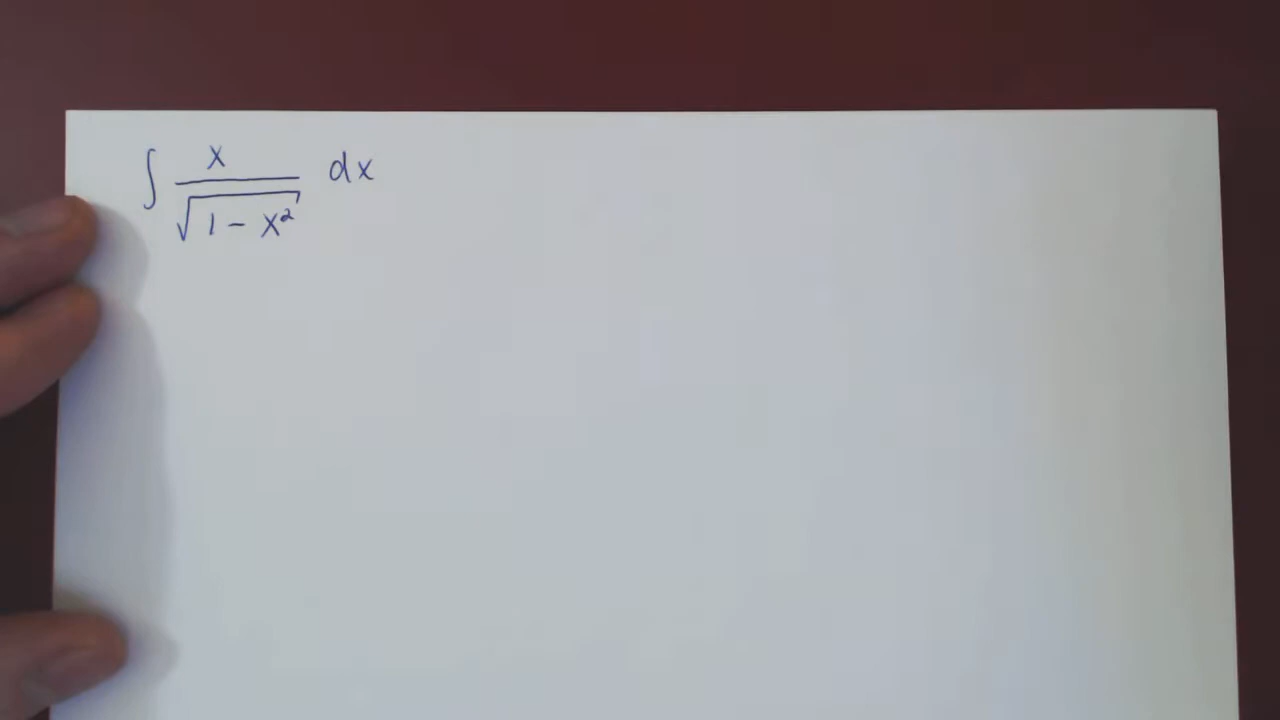 ∫ x / √(1 - x²) dx